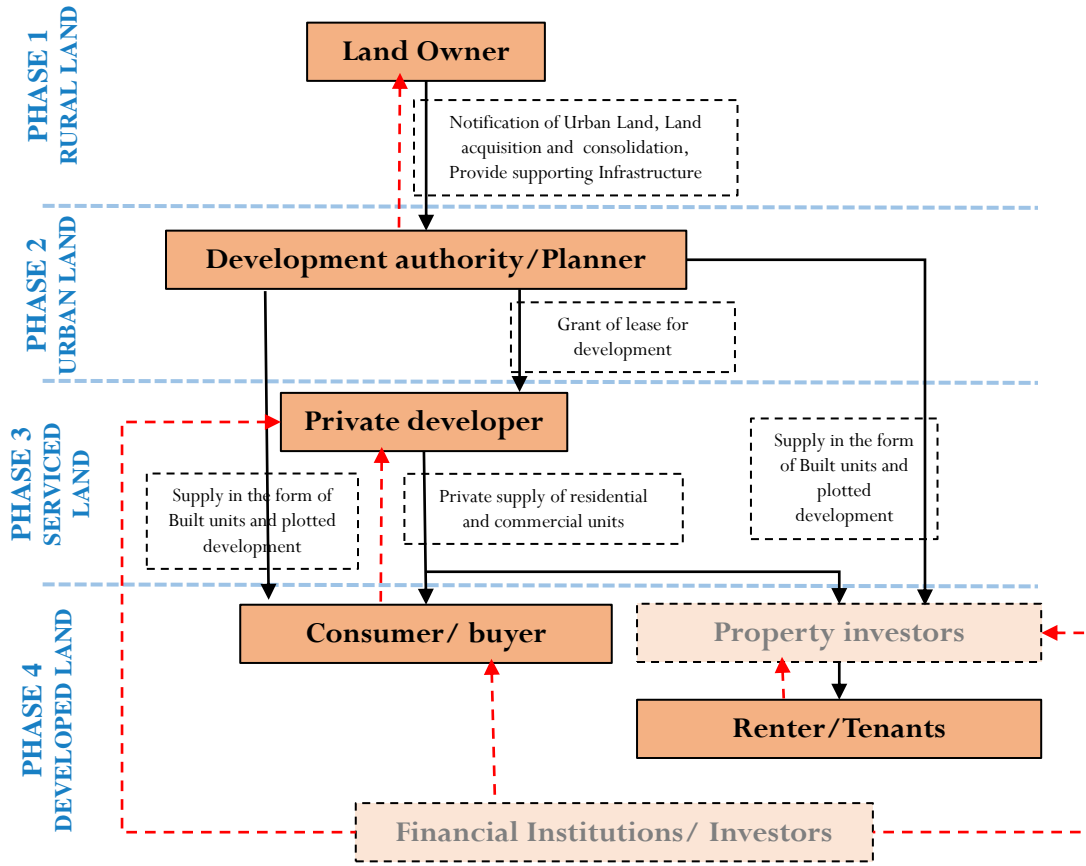 PHASE 1
RURAL LAND
Land Owner
Notification of Urban Land, Land
acquisition and consolidation,
Provide supporting Infrastructure
PHASE 2
URBAN LAND
Development authority/Planner
Grant of lease for
development
PHASE 3
SERVICED
LAND
Private developer
Supply in the form of
Built units and plotted
development
Private supply of residential
and commercial units
Supply in the form
of Built units and
plotted
development
PHASE 4
DEVELOPED LAND
Consumer/ buyer
Property investors
Renter/Tenants
Financial Institutions/ Investors